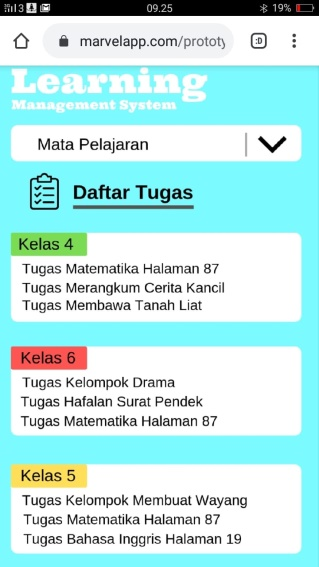 3
09.25
19%
marvelapp.com/prototy
:D
Learning
Management System
Mata Pelajaran
Daftar Tugas
Kelas 4
Tugas Matematika Halaman 87
Tugas Merangkum Cerita Kancil
Tugas Membawa Tanah Liat
Kelas 6
Tugas Kelompok Drama
Tugas Hafalan Surat Pendek
Tugas Matematika Halaman 87
Kelas 5
Tugas Kelompok Membuat Wayang
Tugas Matematika Halaman 87
Tugas Bahasa Inggris Halaman 19